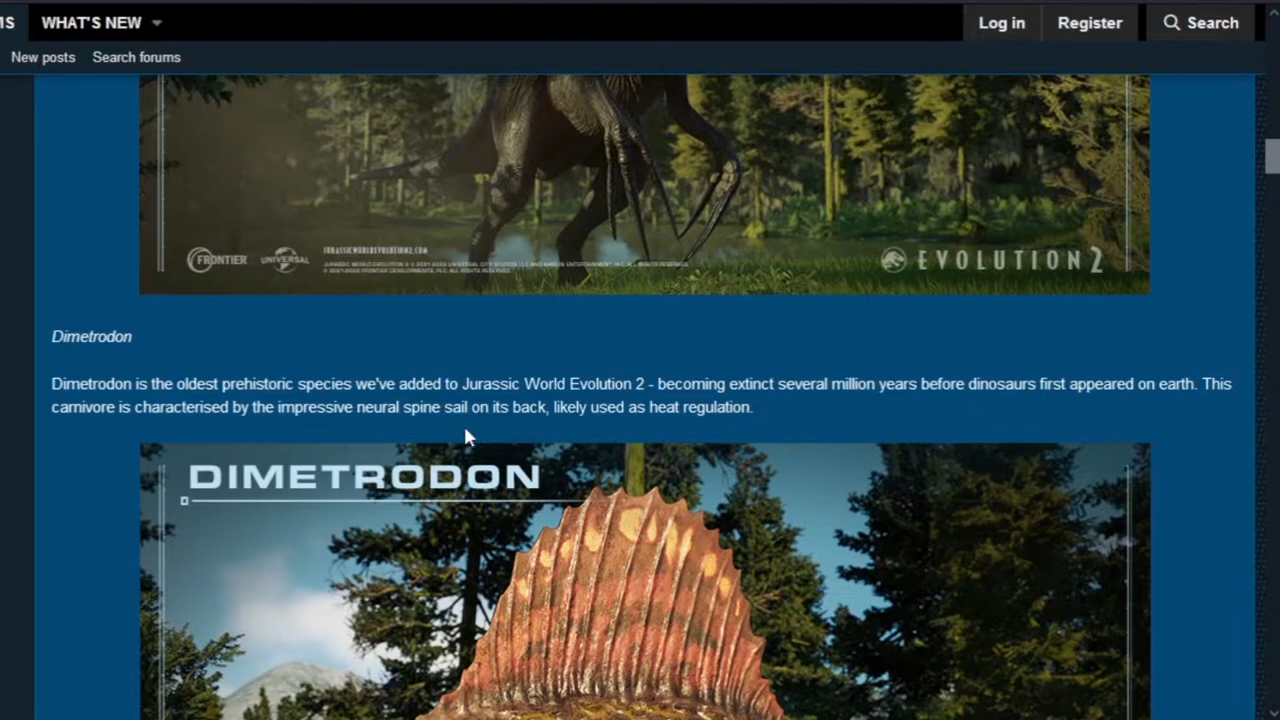 MS WHAT'S NEW Log in Register Search
New posts Search forums
FRONTIER UNIVERSAL JURASSICWORLDEVOLUTION2.COM EVOLUTION 2
Dimetrodon
Dimetrodon is the oldest prehistoric species we've added to Jurassic World Evolution 2 - becoming extinct several million years before dinosaurs first appeared on earth. This
carnivore is characterised by the impressive neural spine sail on its back, likely used as heat regulation.
DIMETRODON